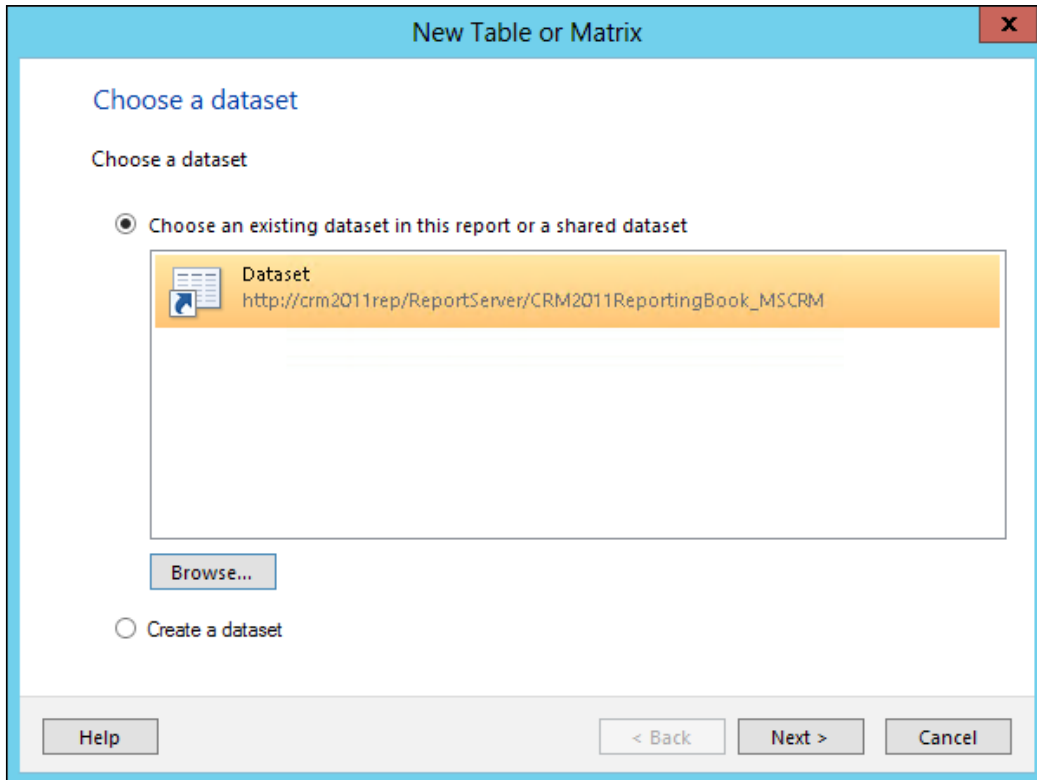 New Table or Matrix
x
Choose a dataset
Choose a dataset
Choose an existing dataset in this report or a shared dataset
Dataset
http://crm2011rep/ReportServer/CRM2011ReportingBook_MSCRM
Browse...
Create a dataset
Help
< Back
Next >
Cancel